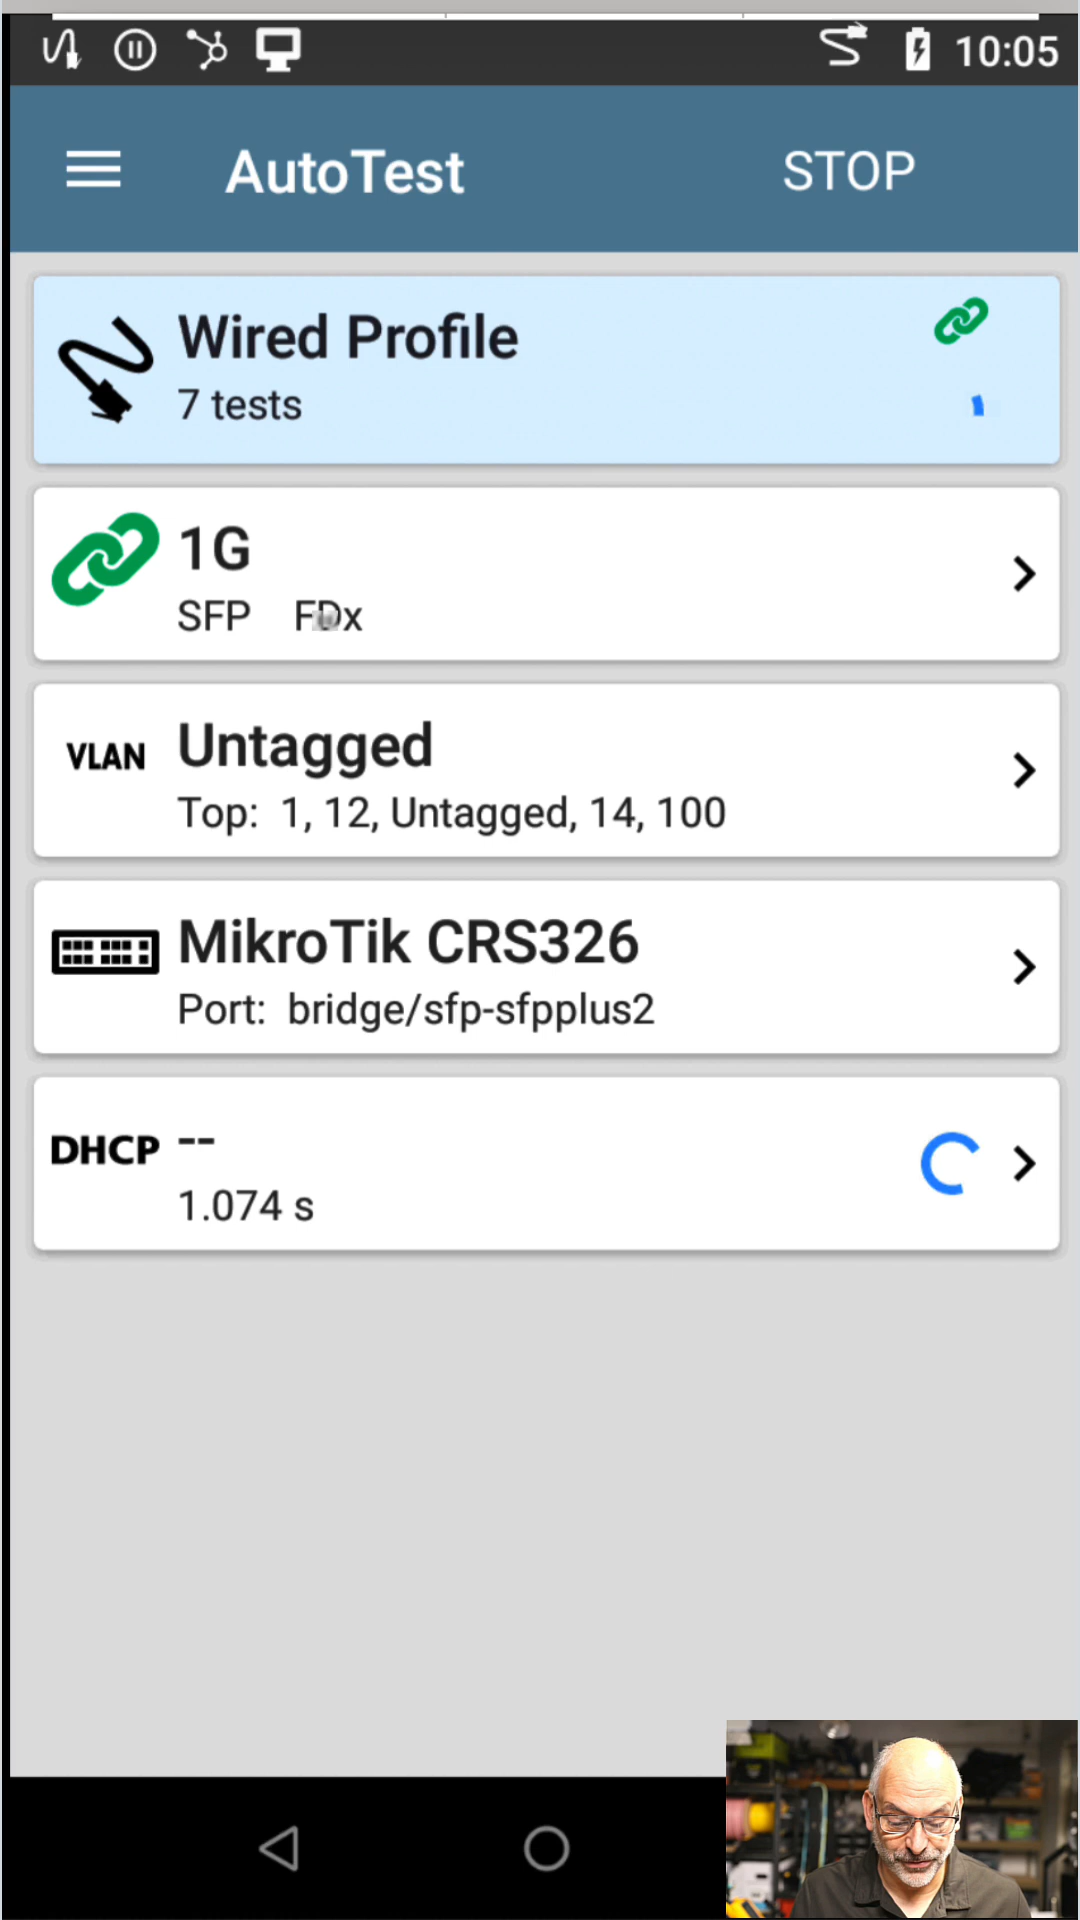 10:05
AutoTest STOP
Wired Profile
7 tests
1G
SFP FDx
VLAN Untagged
Top: 1, 12, Untagged, 14, 100
MikroTik CRS326
Port: bridge/sfp-sfpplus2
DHCP --
1.074 s